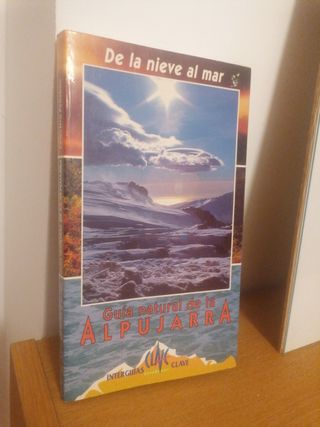 De la nieve al mar
Guía natural de la
ALPUJARRA
INTERGUIAS CLAVE